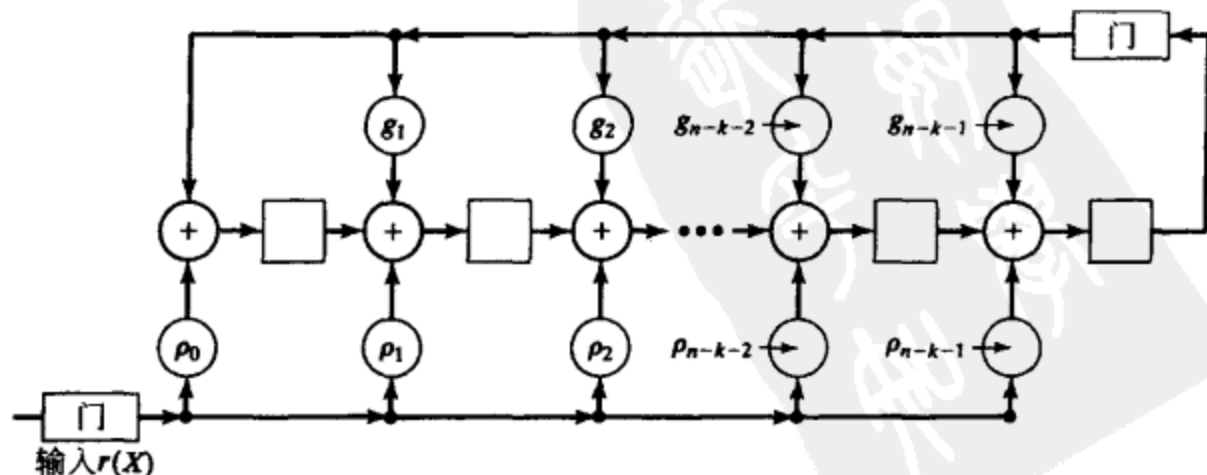 门
g₁
g₂
gₙ₋ₖ₋₂
gₙ₋ₖ₋₁
+
+
+
•••
+
+
ρ₀
ρ₁
ρ₂
ρₙ₋ₖ₋₂
ρₙ₋ₖ₋₁
门
输入r(X)